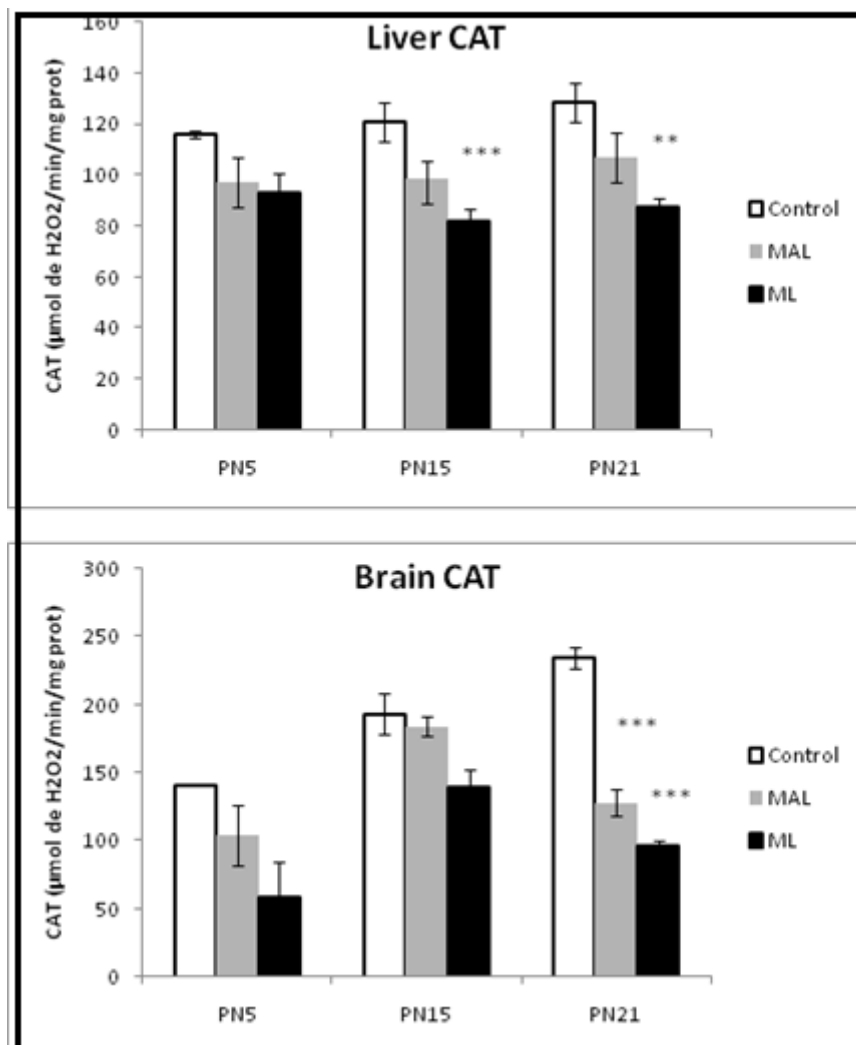 Liver CAT
CAT (µmol de H2O2/min/mg prot)
160
140
120
100
80
60
40
20
0
***
**
PN5 PN15 PN21
Control
MAL
ML
Brain CAT
CAT (µmol de H2O2/min/mg prot)
300
250
200
150
100
50
0
***
***
PN5 PN15 PN21
Control
MAL
ML